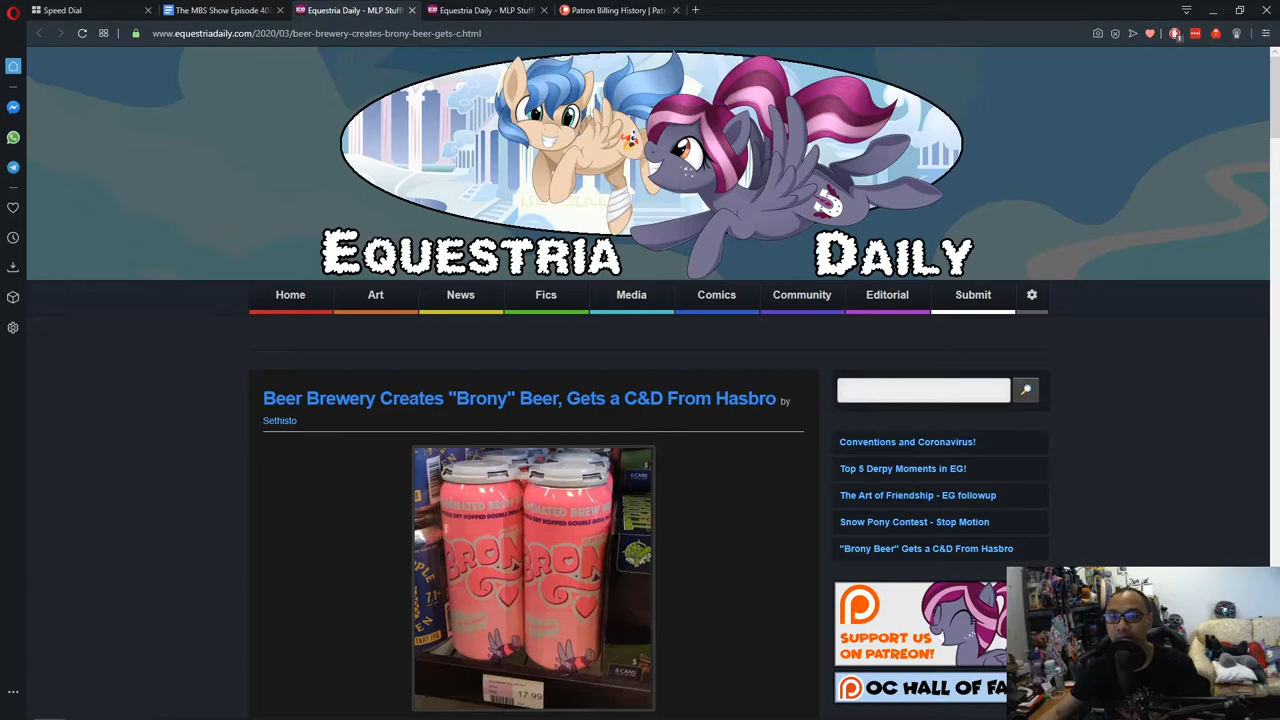 Speed Dial
The MBS Show Episode 40
Equestria Daily - MLP Stuff!
Equestria Daily - MLP Stuff
Patron Billing History | Pat
www.equestriadaily.com/2020/03/beer-brewery-creates-brony-beer-gets-c.html
EQUESTRIA DAILY
Home
Art
News
Fics
Media
Comics
Community
Editorial
Submit
Beer Brewery Creates "Brony" Beer, Gets a C&D From Hasbro by
Sethisto
BRON
BRON
17.99
Conventions and Coronavirus!
Top 5 Derpy Moments in EG!
The Art of Friendship - EG followup
Snow Pony Contest - Stop Motion
"Brony Beer" Gets a C&D From Hasbro
SUPPORT US
ON PATREON!
OC HALL OF FA